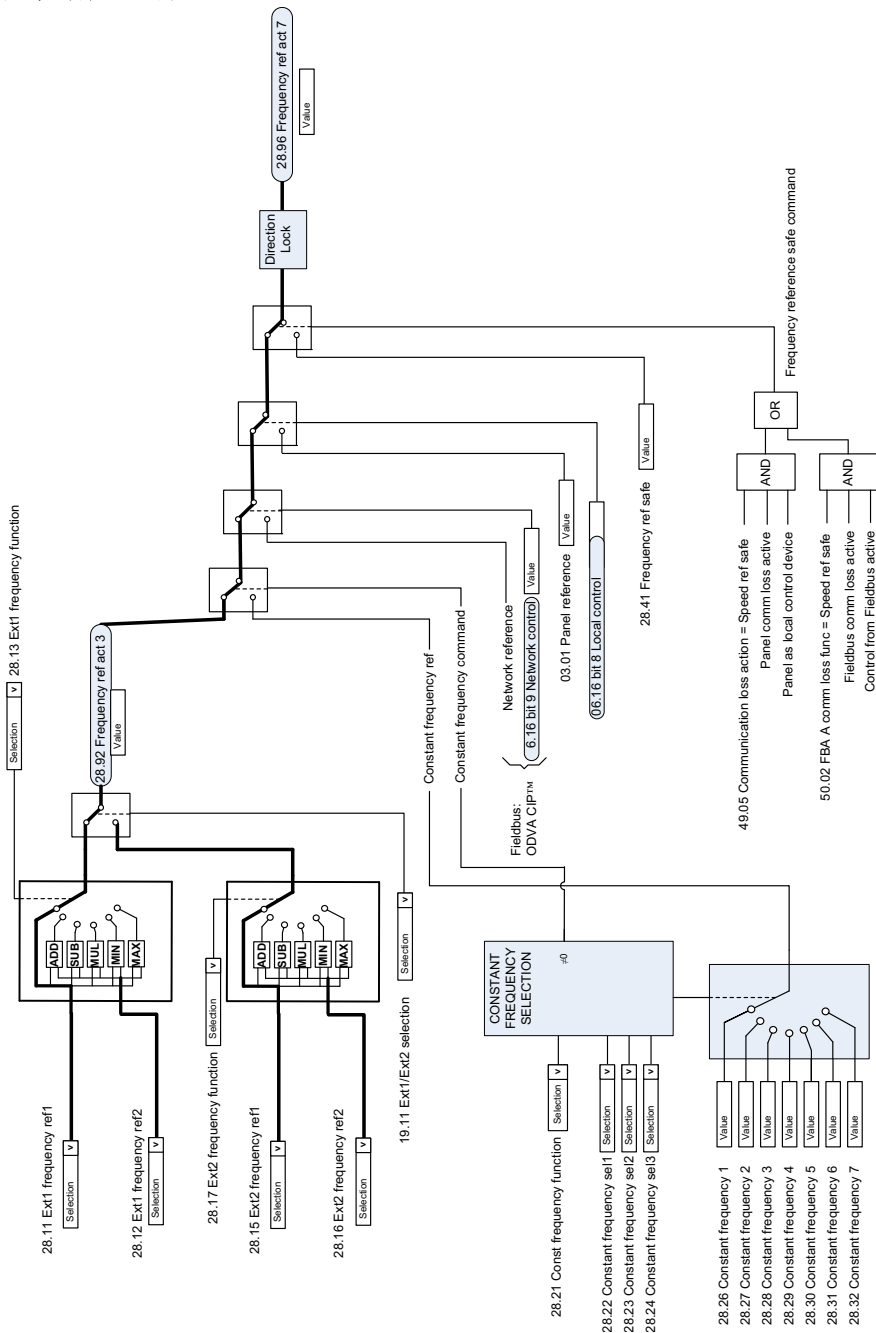 28.11 Ext1 frequency ref1
Selection v
28.12 Ext1 frequency ref2
Selection v
28.13 Ext1 frequency function
Selection v
ADD
SUB
MUL
MIN
MAX
28.17 Ext2 frequency function
Selection v
28.15 Ext2 frequency ref1
Selection v
28.16 Ext2 frequency ref2
Selection v
ADD
SUB
MUL
MIN
MAX
19.11 Ext1/Ext2 selection
Selection v
28.92 Frequency ref act 3
Value
28.21 Const frequency function
Selection v
28.22 Constant frequency sel1
Selection v
28.23 Constant frequency sel2
Selection v
28.24 Constant frequency sel3
Selection v
CONSTANT
FREQUENCY
SELECTION
≠0
28.26 Constant frequency 1
Value
28.27 Constant frequency 2
Value
28.28 Constant frequency 3
Value
28.29 Constant frequency 4
Value
28.30 Constant frequency 5
Value
28.31 Constant frequency 6
Value
28.32 Constant frequency 7
Value
Constant frequency ref
Constant frequency command
Fieldbus:
ODVA CIP™
Network reference
6.16 bit 9 Network control
Value
03.01 Panel reference
Value
06.16 bit 8 Local control
28.41 Frequency ref safe
Value
49.05 Communication loss action = Speed ref safe
Panel comm loss active
Panel as local control device
AND
50.02 FBA A comm loss func = Speed ref safe
Fieldbus comm loss active
Control from Fieldbus active
AND
OR
Frequency reference safe command
Direction
Lock
28.96 Frequency ref act 7
Value